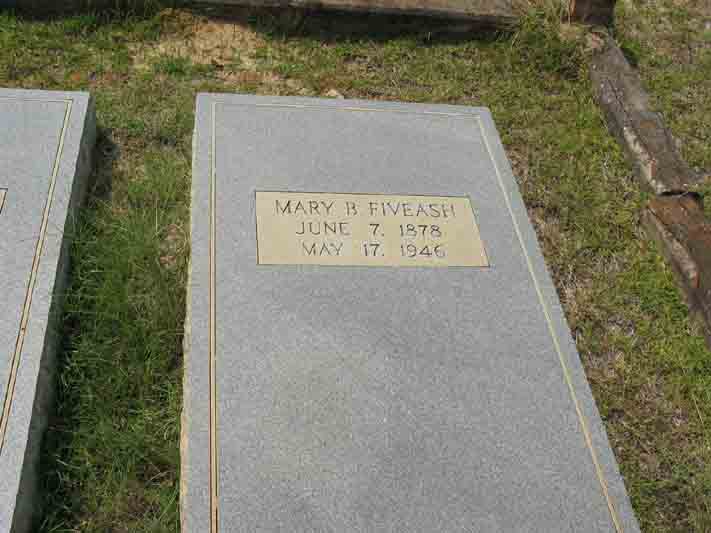 MARY B. FIVEASH
JUNE 7, 1878
MAY 17, 1946